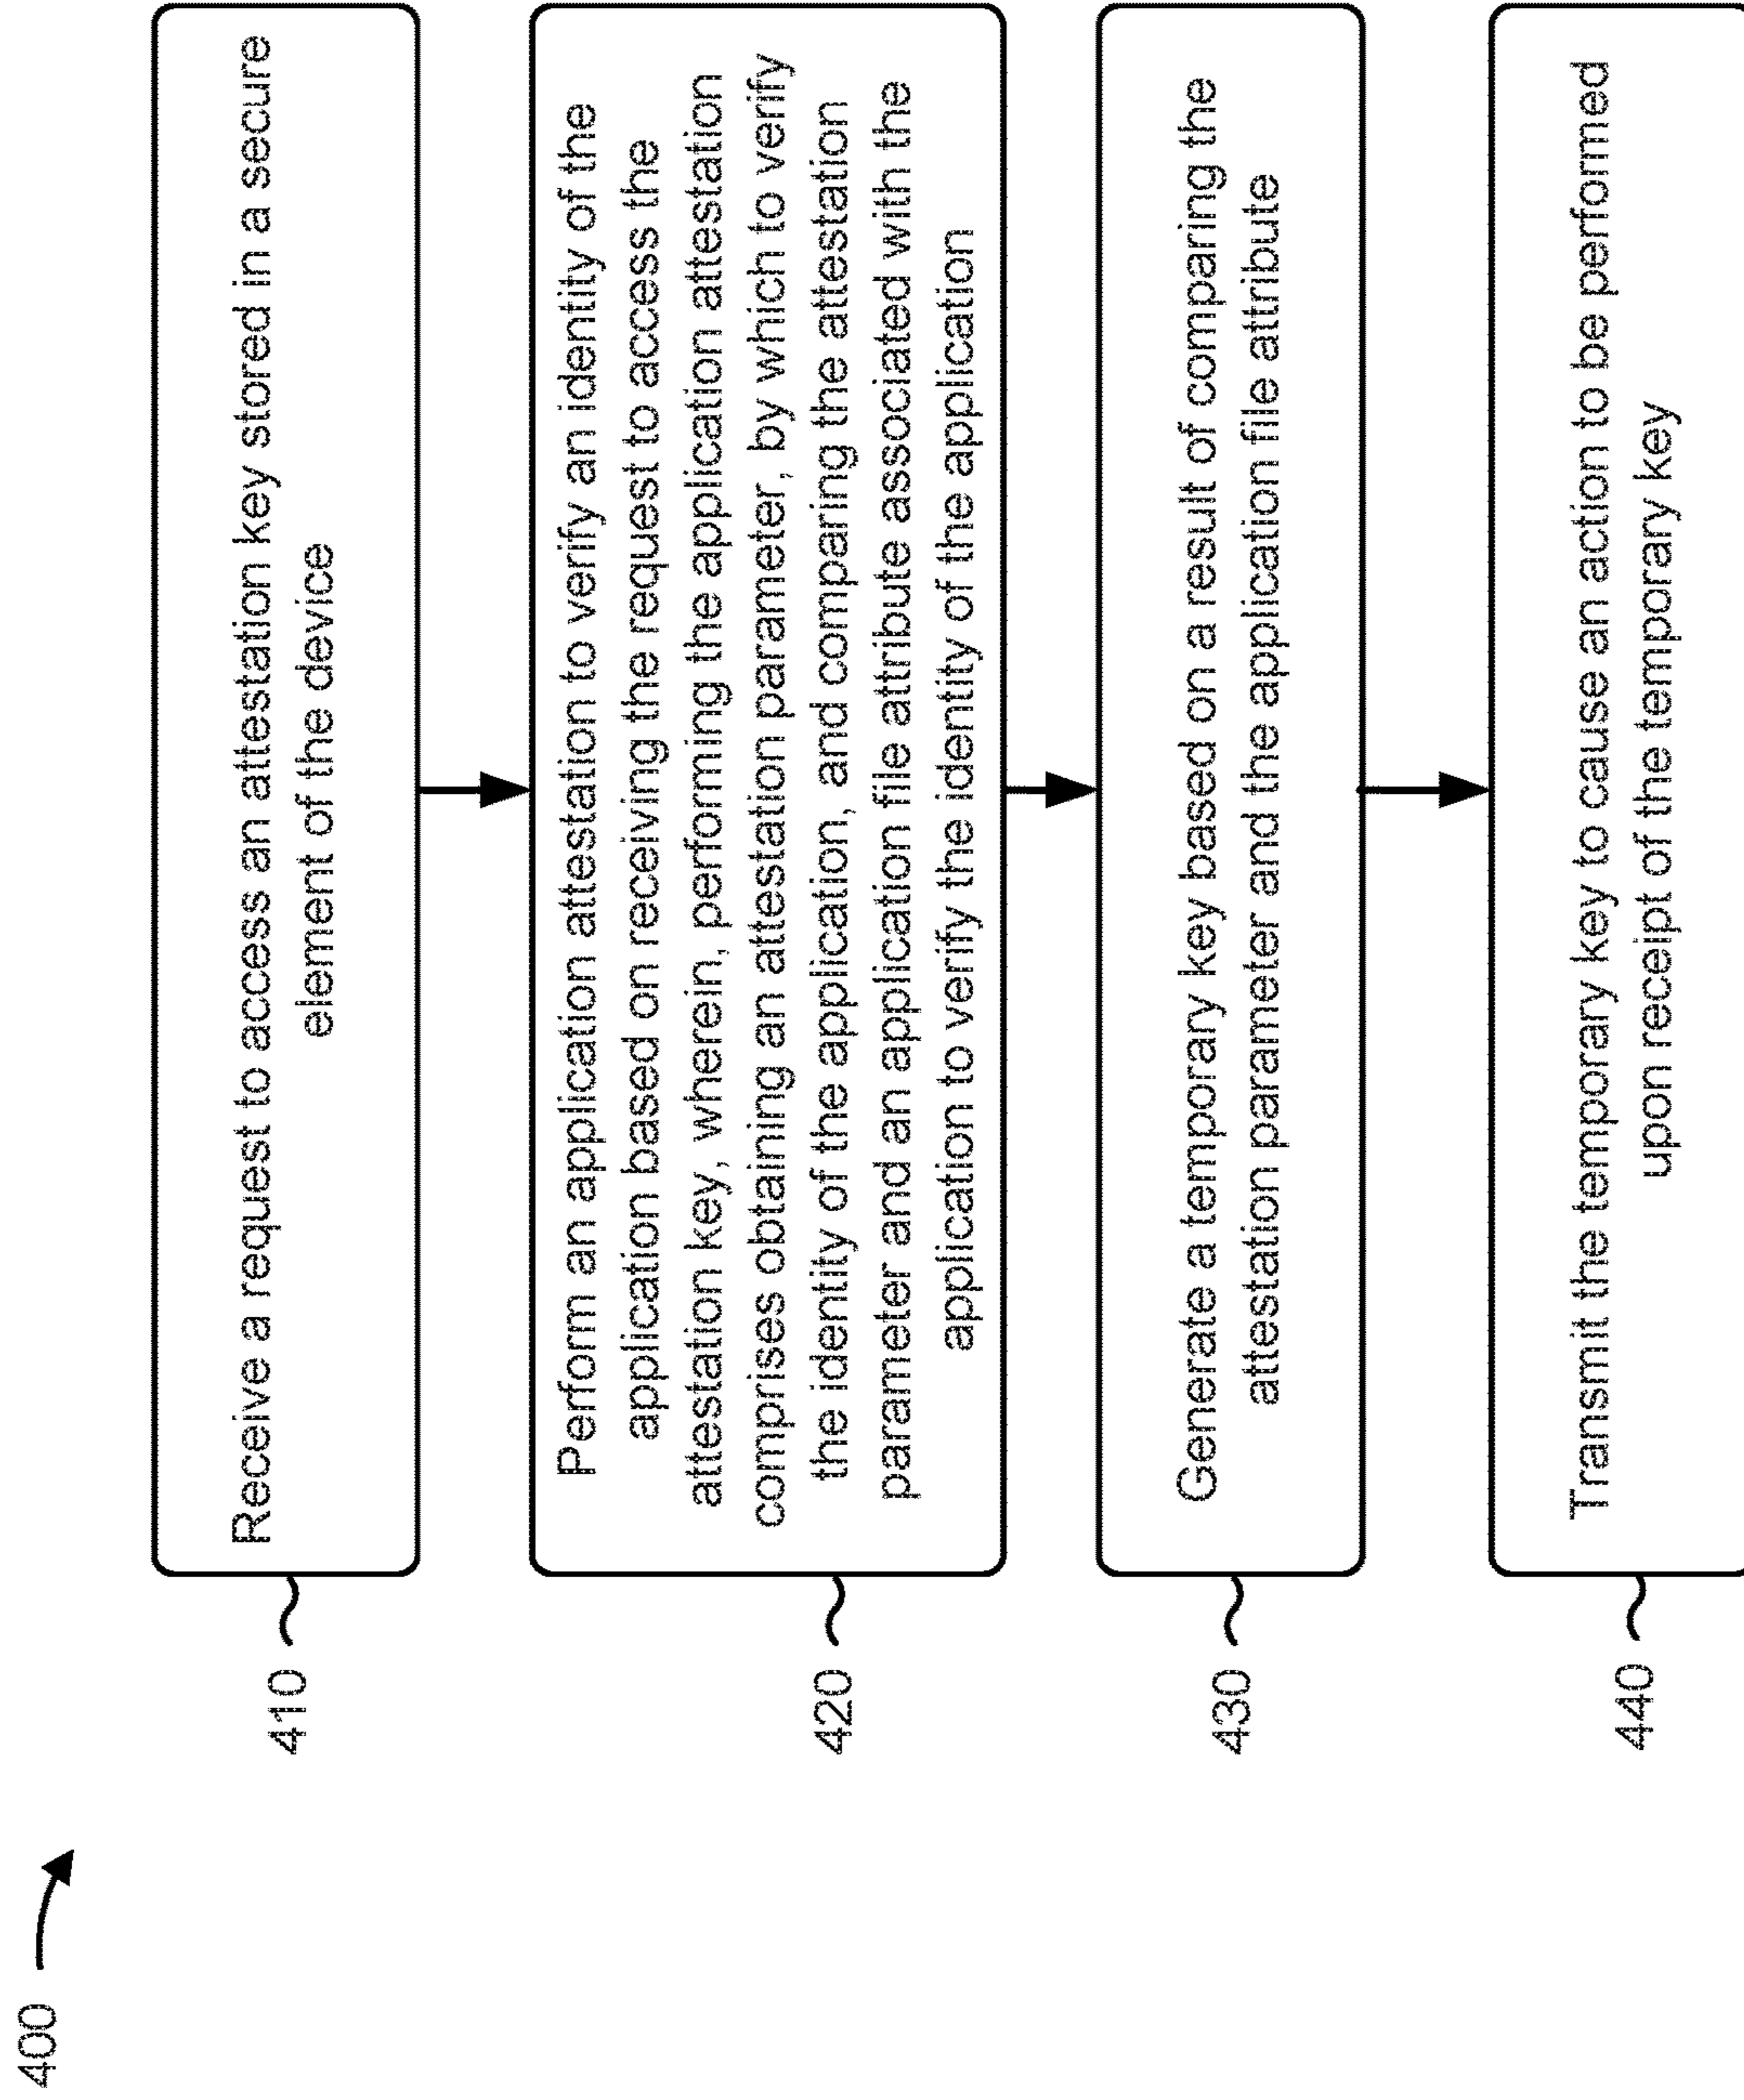 400
410
Receive a request to access an attestation key stored in a secure
element of the device
420
Perform an application attestation to verify an identity of the
application based on receiving the request to access the
attestation key, wherein, performing the application attestation
comprises obtaining an attestation parameter, by which to verify
the identity of the application, and comparing the attestation
parameter and an application file attribute associated with the
application to verify the identity of the application
430
Generate a temporary key based on a result of comparing the
attestation parameter and the application file attribute
440
Transmit the temporary key to cause an action to be performed
upon receipt of the temporary key